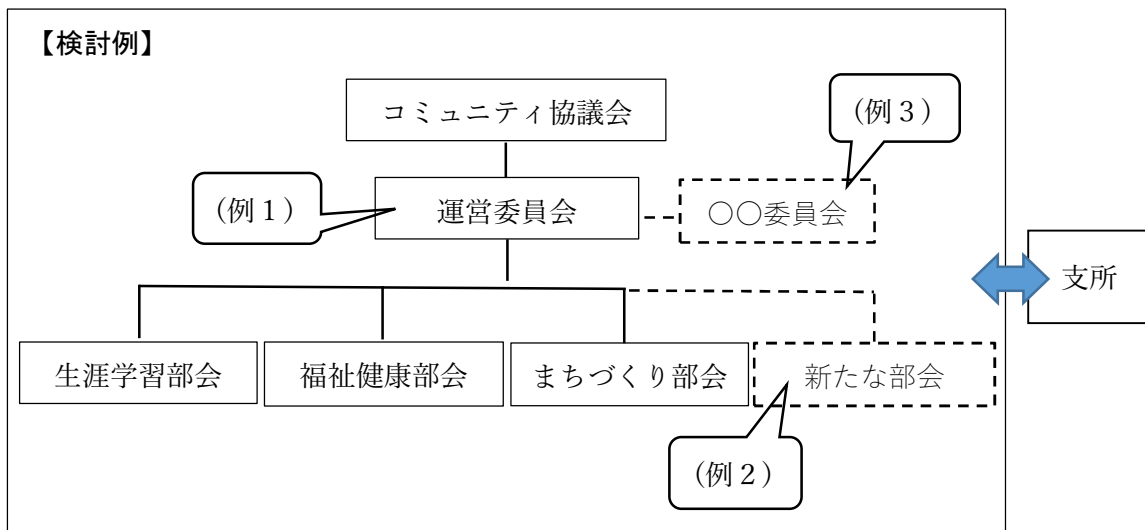 【検討例】
コミュニティ協議会
(例3)
(例1)
運営委員会
〇〇委員会
支所
生涯学習部会
福祉健康部会
まちづくり部会
新たな部会
(例2)